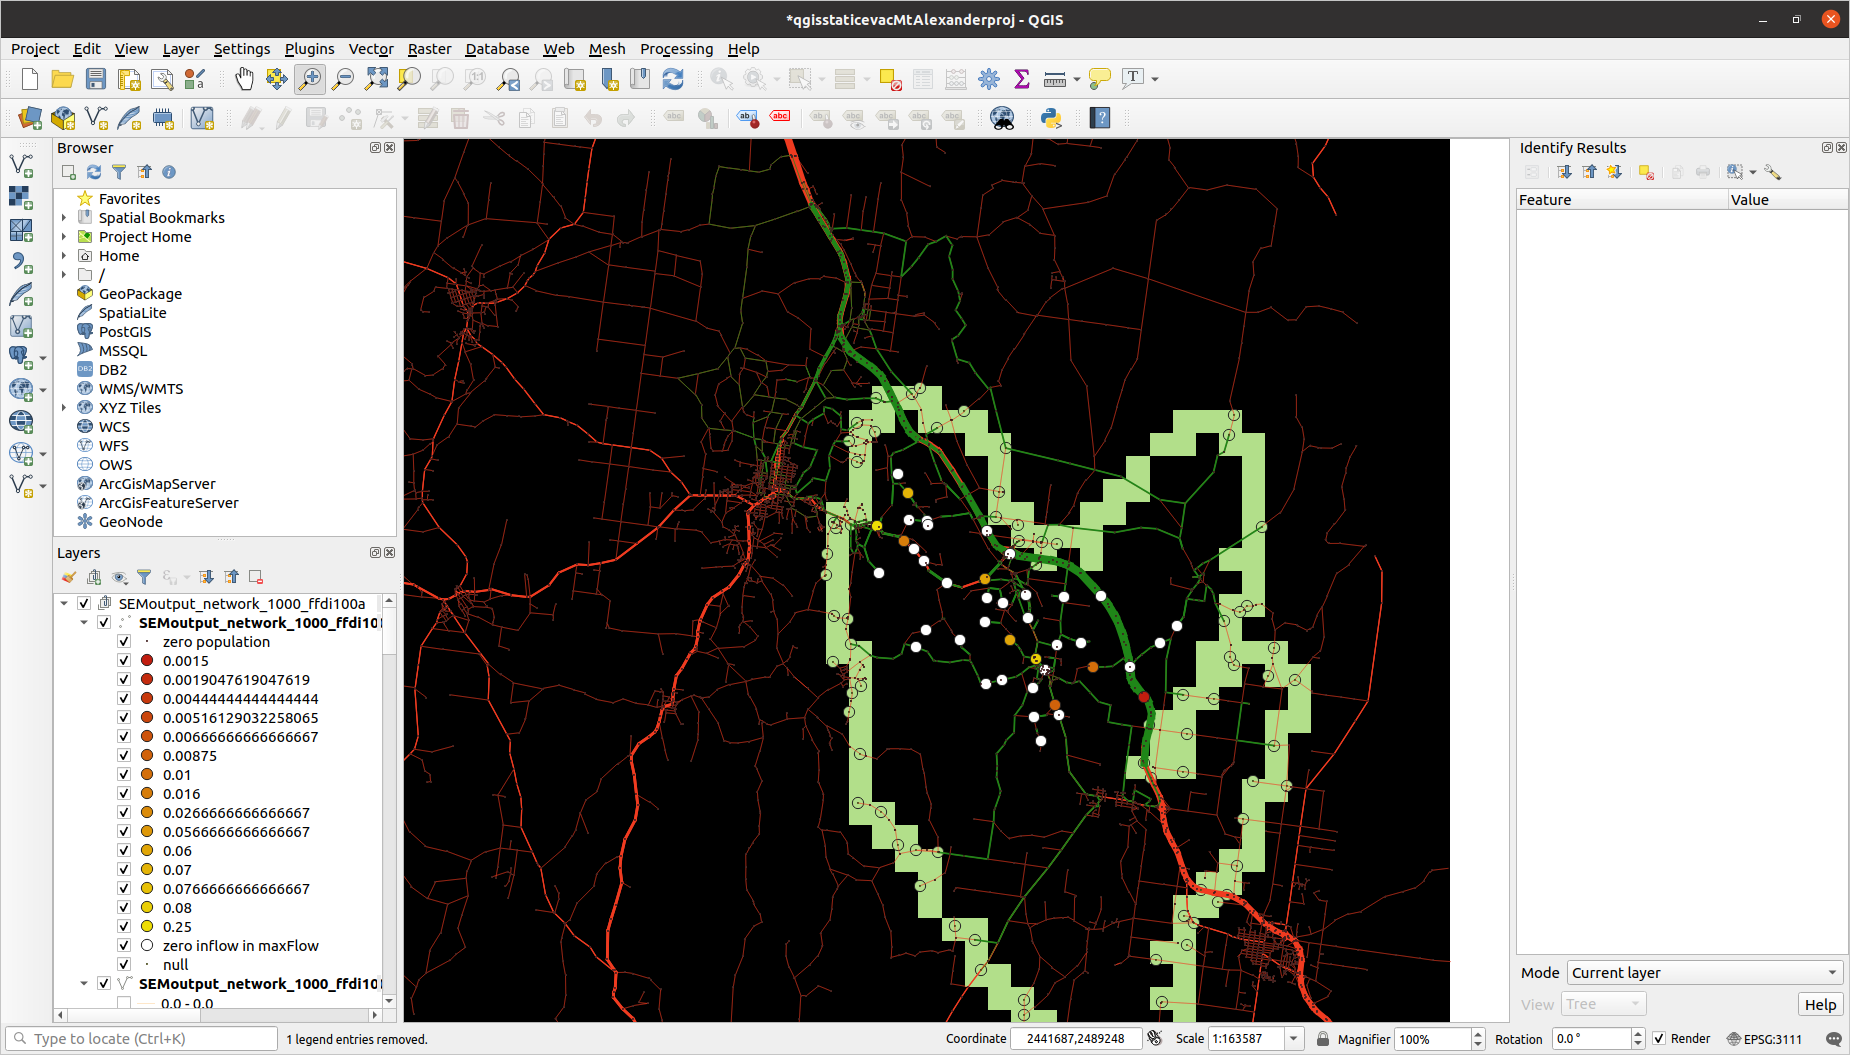 *qgisstaticevacMtAlexanderproj - QGIS
Project Edit View Layer Settings Plugins Vector Raster Database Web Mesh Processing Help
Browser
Favorites
Spatial Bookmarks
Project Home
Home
/
GeoPackage
SpatiaLite
PostGIS
MSSQL
DB2
WMS/WMTS
XYZ Tiles
WCS
WFS
OWS
ArcGisMapServer
ArcGisFeatureServer
GeoNode
Layers
SEMoutput_network_1000_ffdi100a
SEMoutput_network_1000_ffdi10
zero population
0.0015
0.0019047619047619
0.00444444444444444
0.00516129032258065
0.00666666666666667
0.00875
0.01
0.016
0.0266666666666667
0.0566666666666667
0.06
0.07
0.0766666666666667
0.08
0.25
zero inflow in maxFlow
null
SEMoutput_network_1000_ffdi10
0.0 - 0.0
Identify Results
Feature Value
Mode Current layer
View Tree
Help
Type to locate (Ctrl+K) 1 legend entries removed. Coordinate 2441687,2489248 Scale 1:163587 Magnifier 100% Rotation 0.0 ° Render EPSG:3111